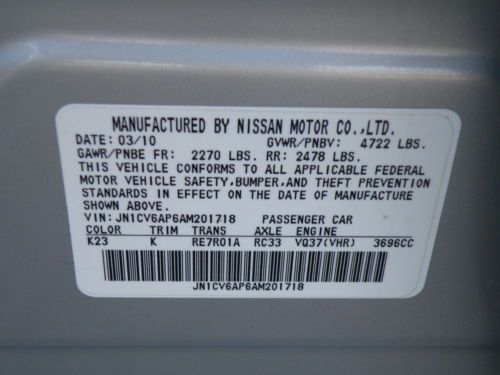 MANUFACTURED BY NISSAN MOTOR CO.,LTD.
DATE: 03/10 GVWR/PNBV: 4722 LBS.
GAWR/PNBE FR: 2270 LBS. RR: 2478 LBS.
THIS VEHICLE CONFORMS TO ALL APPLICABLE FEDERAL
MOTOR VEHICLE SAFETY,BUMPER,AND THEFT PREVENTION
STANDARDS IN EFFECT ON THE DATE OF MANUFACTURE
SHOWN ABOVE.
VIN: JN1CV6AP6AM201718 PASSENGER CAR
COLOR TRIM TRANS AXLE ENGINE
K23 K RE7R01A RC33 VQ37(VHR) 3696CC
JN1CV6AP6AM201718